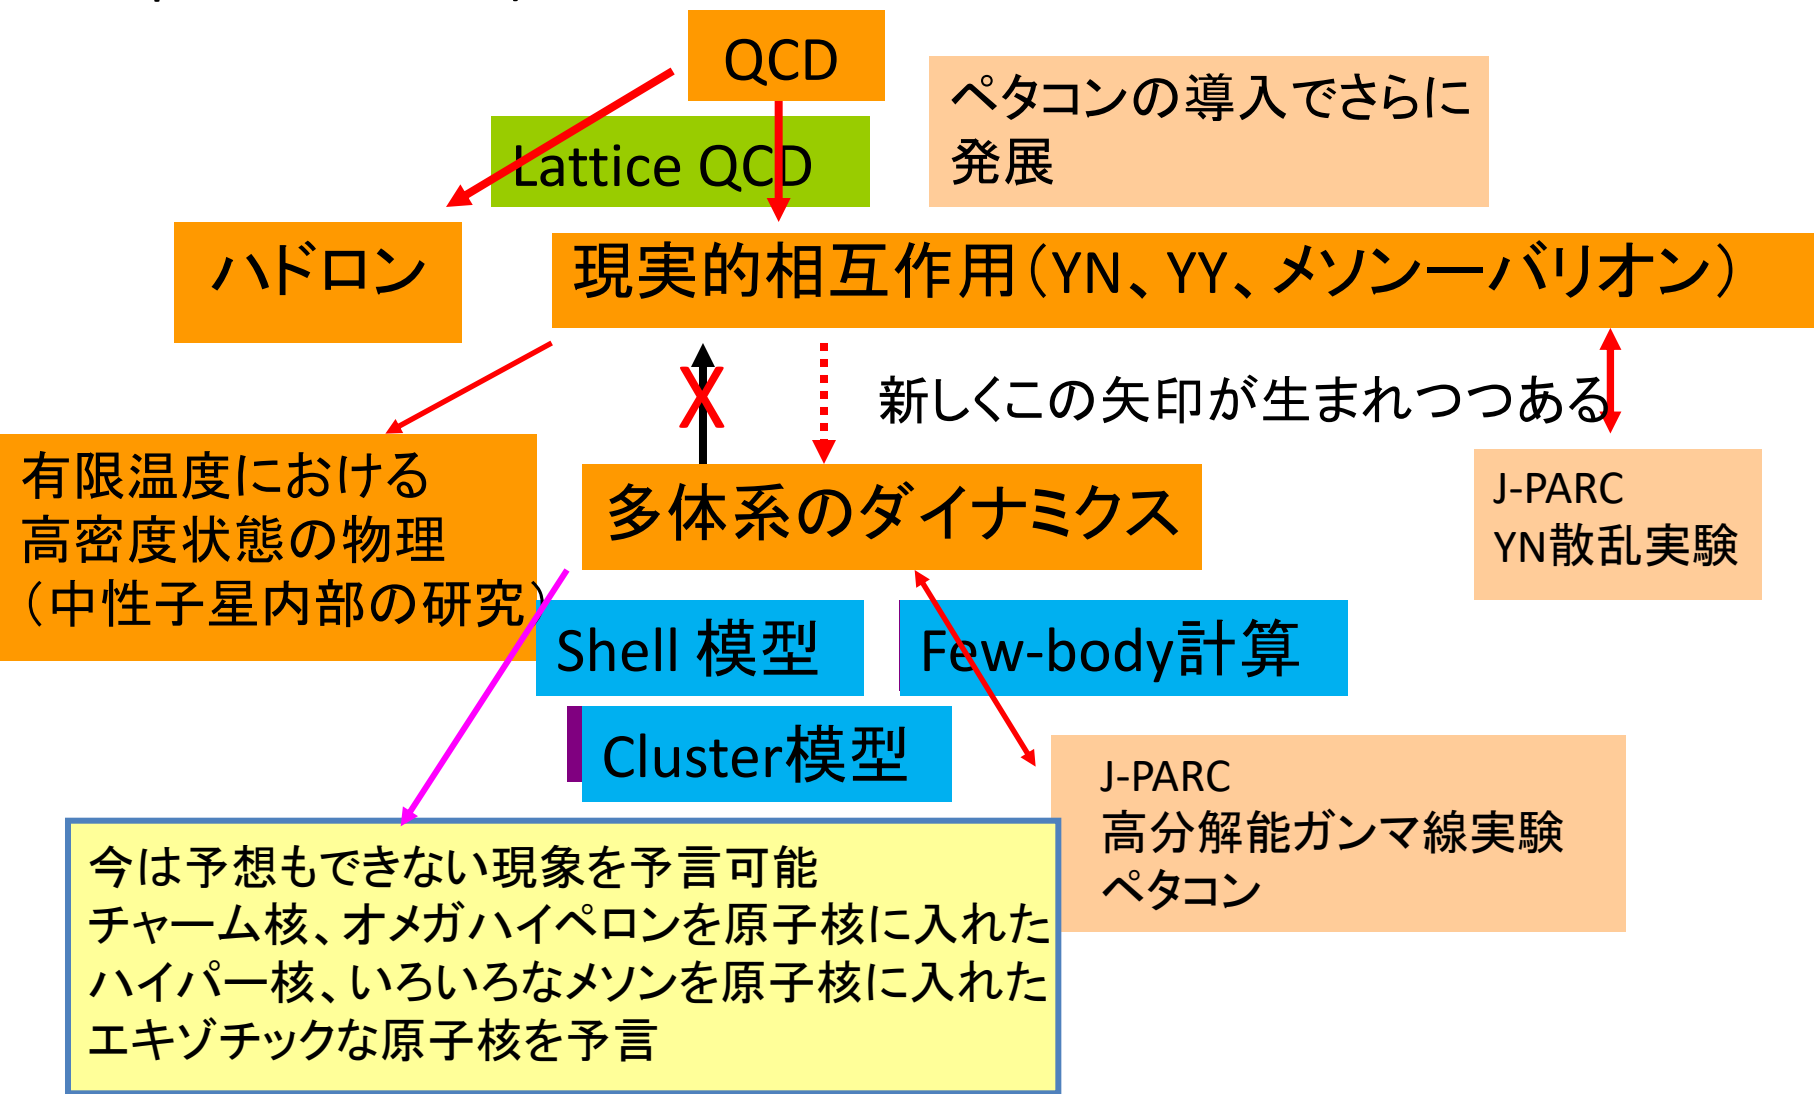 QCD
ペタコンの導入でさらに
発展
Lattice QCD
ハドロン
現実的相互作用（YN、YY、メソンーバリオン）
X
新しくこの矢印が生まれつつある
有限温度における
高密度状態の物理
（中性子星内部の研究）
多体系のダイナミクス
J-PARC
YN散乱実験
Shell 模型
Few-body計算
Cluster模型
J-PARC
高分解能ガンマ線実験
ペタコン
今は予想もできない現象を予言可能
チャーム核、オメガハイペロンを原子核に入れた
ハイパー核、いろいろなメソンを原子核に入れた
エキゾチックな原子核を予言